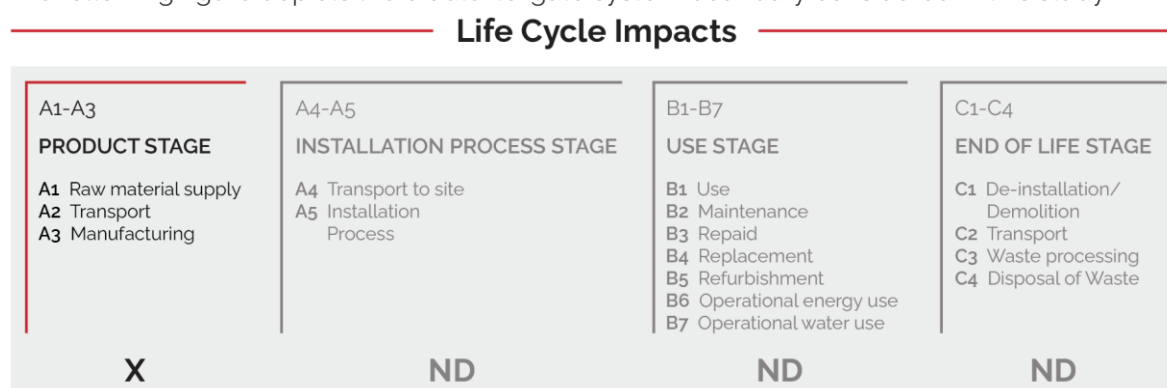 Life Cycle Impacts
A1-A3
PRODUCT STAGE
A1 Raw material supply
A2 Transport
A3 Manufacturing
X
A4-A5
INSTALLATION PROCESS STAGE
A4 Transport to site
A5 Installation
Process
ND
B1-B7
USE STAGE
B1 Use
B2 Maintenance
B3 Repaid
B4 Replacement
B5 Refurbishment
B6 Operational energy use
B7 Operational water use
ND
C1-C4
END OF LIFE STAGE
C1 De-installation/
Demolition
C2 Transport
C3 Waste processing
C4 Disposal of Waste
ND